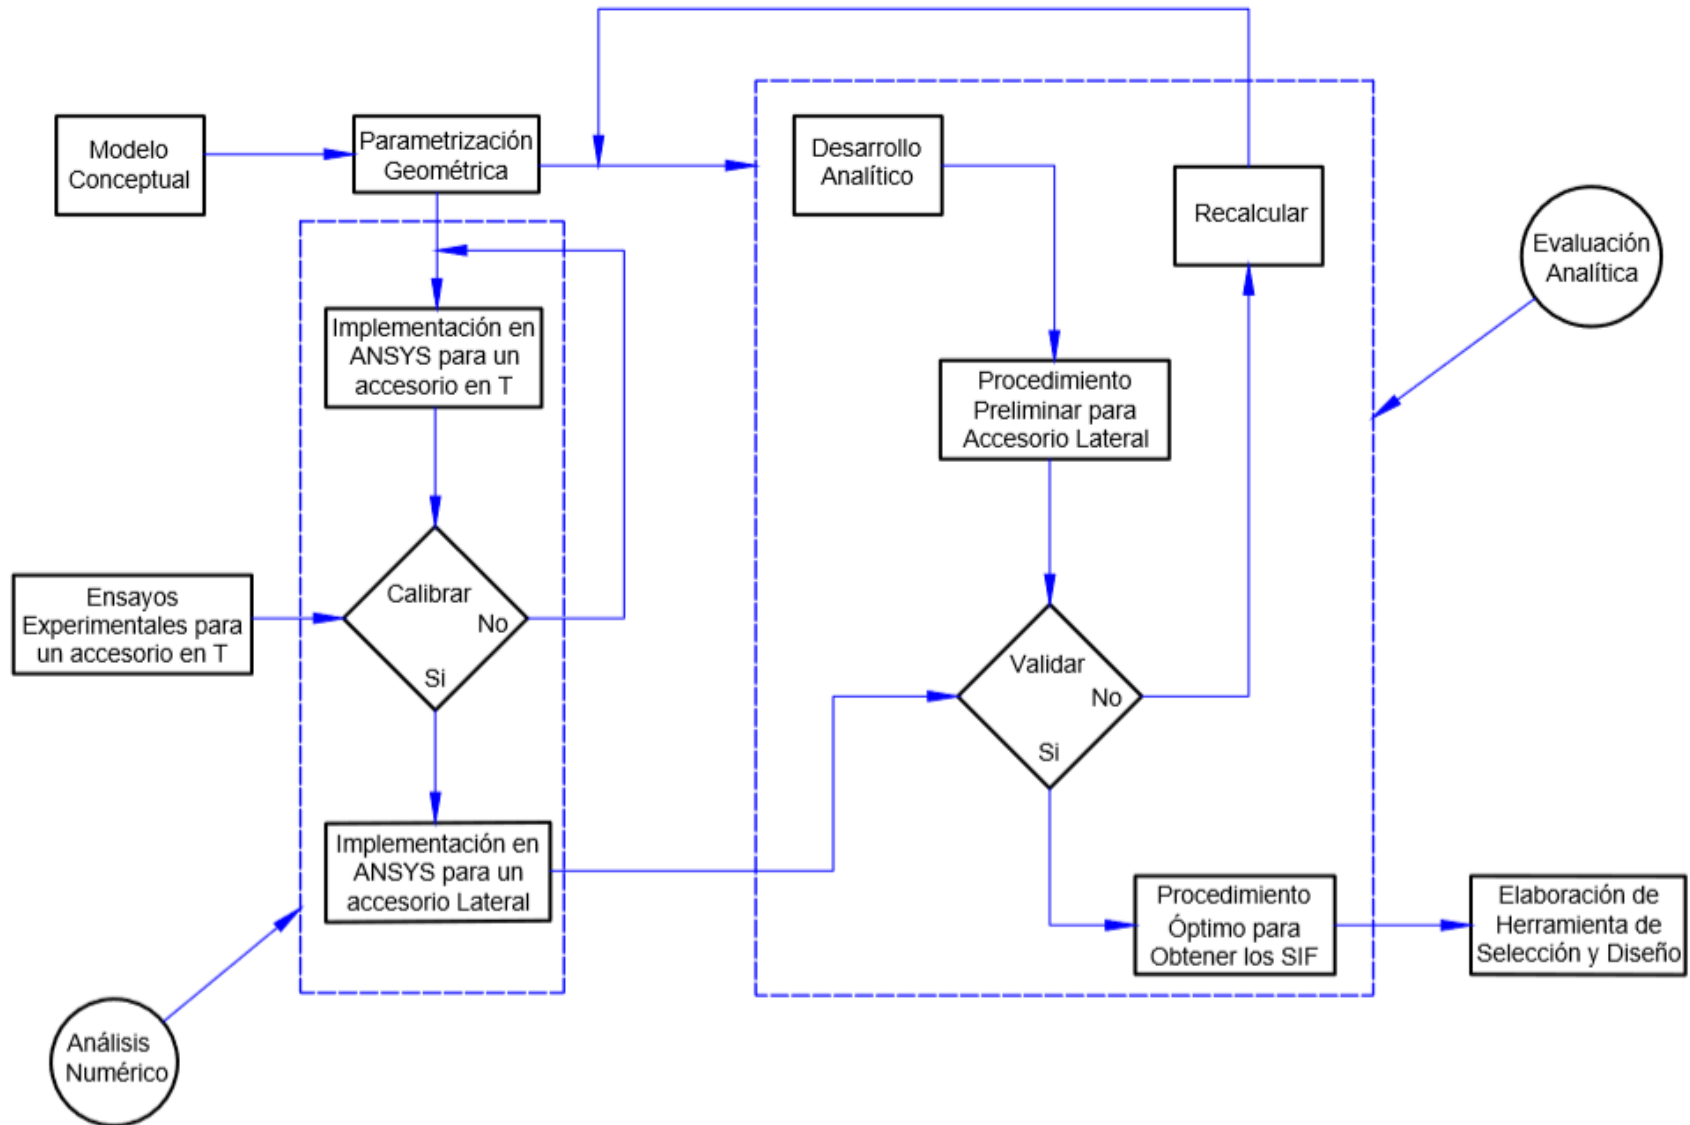 Modelo
Conceptual
Parametrización
Geométrica
Desarrollo
Analítico
Recalcular
Evaluación
Analítica
Implementación en
ANSYS para un
accesorio en T
Procedimiento
Preliminar para
Accesorio Lateral
Ensayos
Experimentales para
un accesorio en T
Calibrar
No
Si
Validar
No
Si
Implementación en
ANSYS para un
accesorio Lateral
Procedimiento
Óptimo para
Obtener los SIF
Elaboración de
Herramienta de
Selección y Diseño
Análisis
Numérico